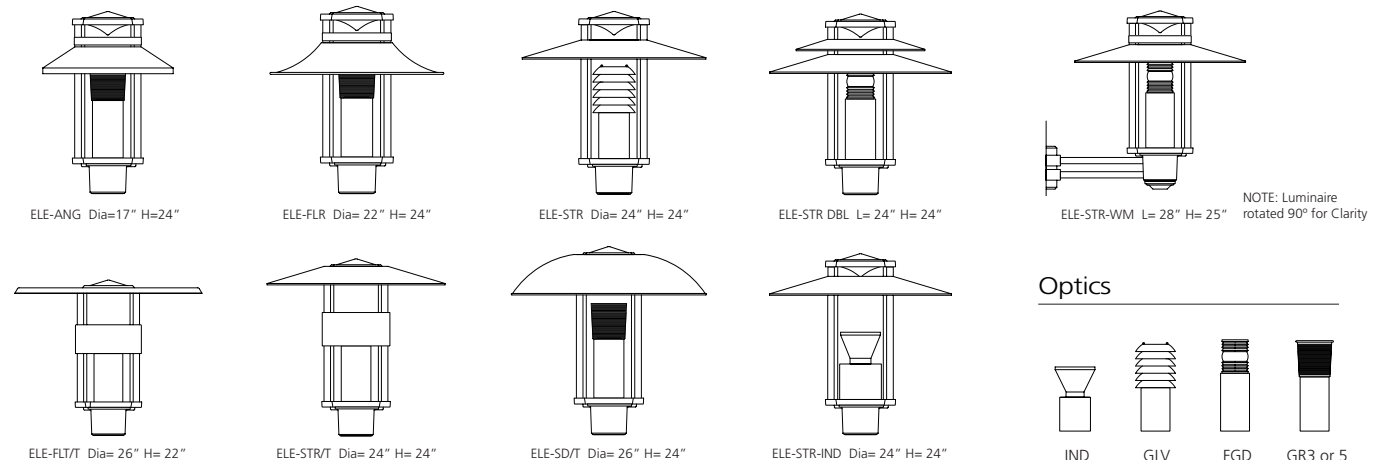 ELE-ANG Dia=17” H=24”
ELE-FLR Dia= 22” H= 24”
ELE-STR Dia= 24” H= 24”
ELE-STR DBL L= 24” H= 24”
ELE-STR-WM L= 28” H= 25”
NOTE: Luminaire
rotated 90º for Clarity
ELE-FLT/T Dia= 26” H= 22”
ELE-STR/T Dia= 24” H= 24”
ELE-SD/T Dia= 26” H= 24”
ELE-STR-IND Dia= 24” H= 24”
Optics
IND
GLV
FGD
GR3 or 5